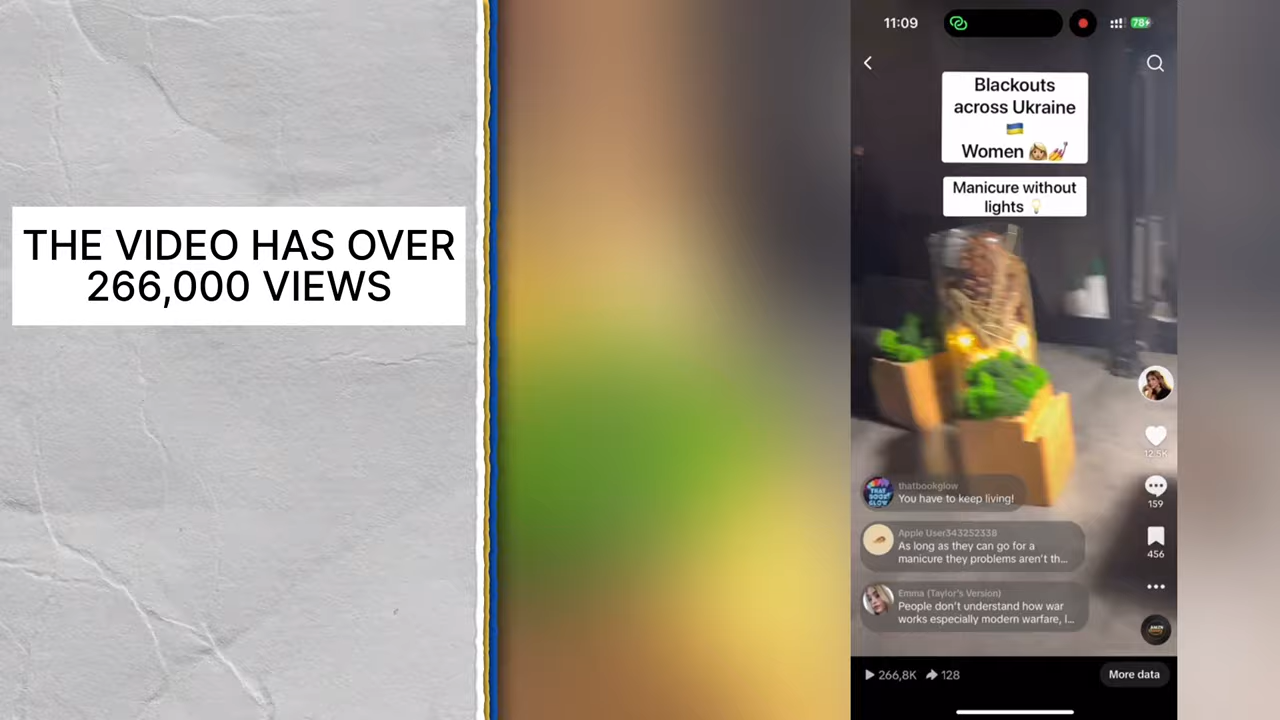 THE VIDEO HAS OVER
266,000 VIEWS
11:09
78
Blackouts
across Ukraine
🇺🇦
Women 👩🏼💅🏼
Manicure without
lights 💡
12.5K
thatbookglow
You have to keep living!
159
Apple User343252338
As long as they can go for a
manicure they problems aren't th...
456
Emma (Taylor's Version)
People don't understand how war
works especially modern warfare, I...
266,8K 128
More data